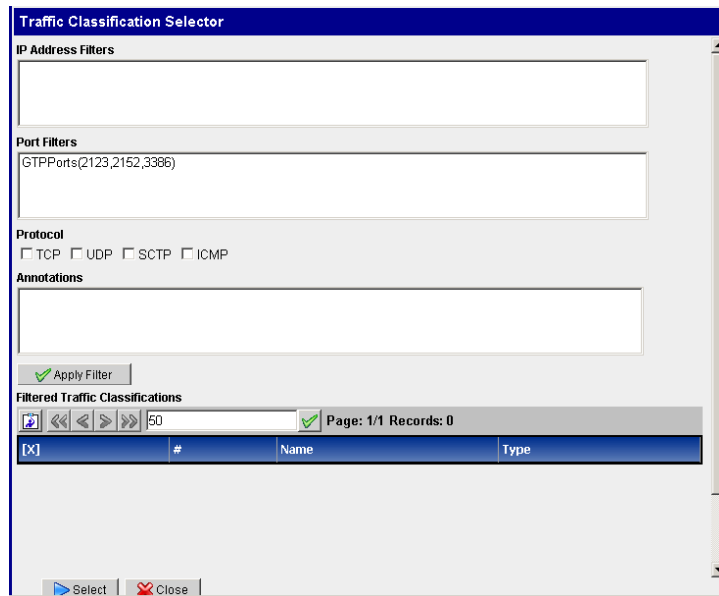 Traffic Classification Selector
IP Address Filters
Port Filters
GTPPorts(2123,2152,3386)
Protocol
TCP UDP SCTP ICMP
Annotations
Apply Filter
Filtered Traffic Classifications
50 Page: 1/1 Records: 0
[X] # Name Type
Select Close